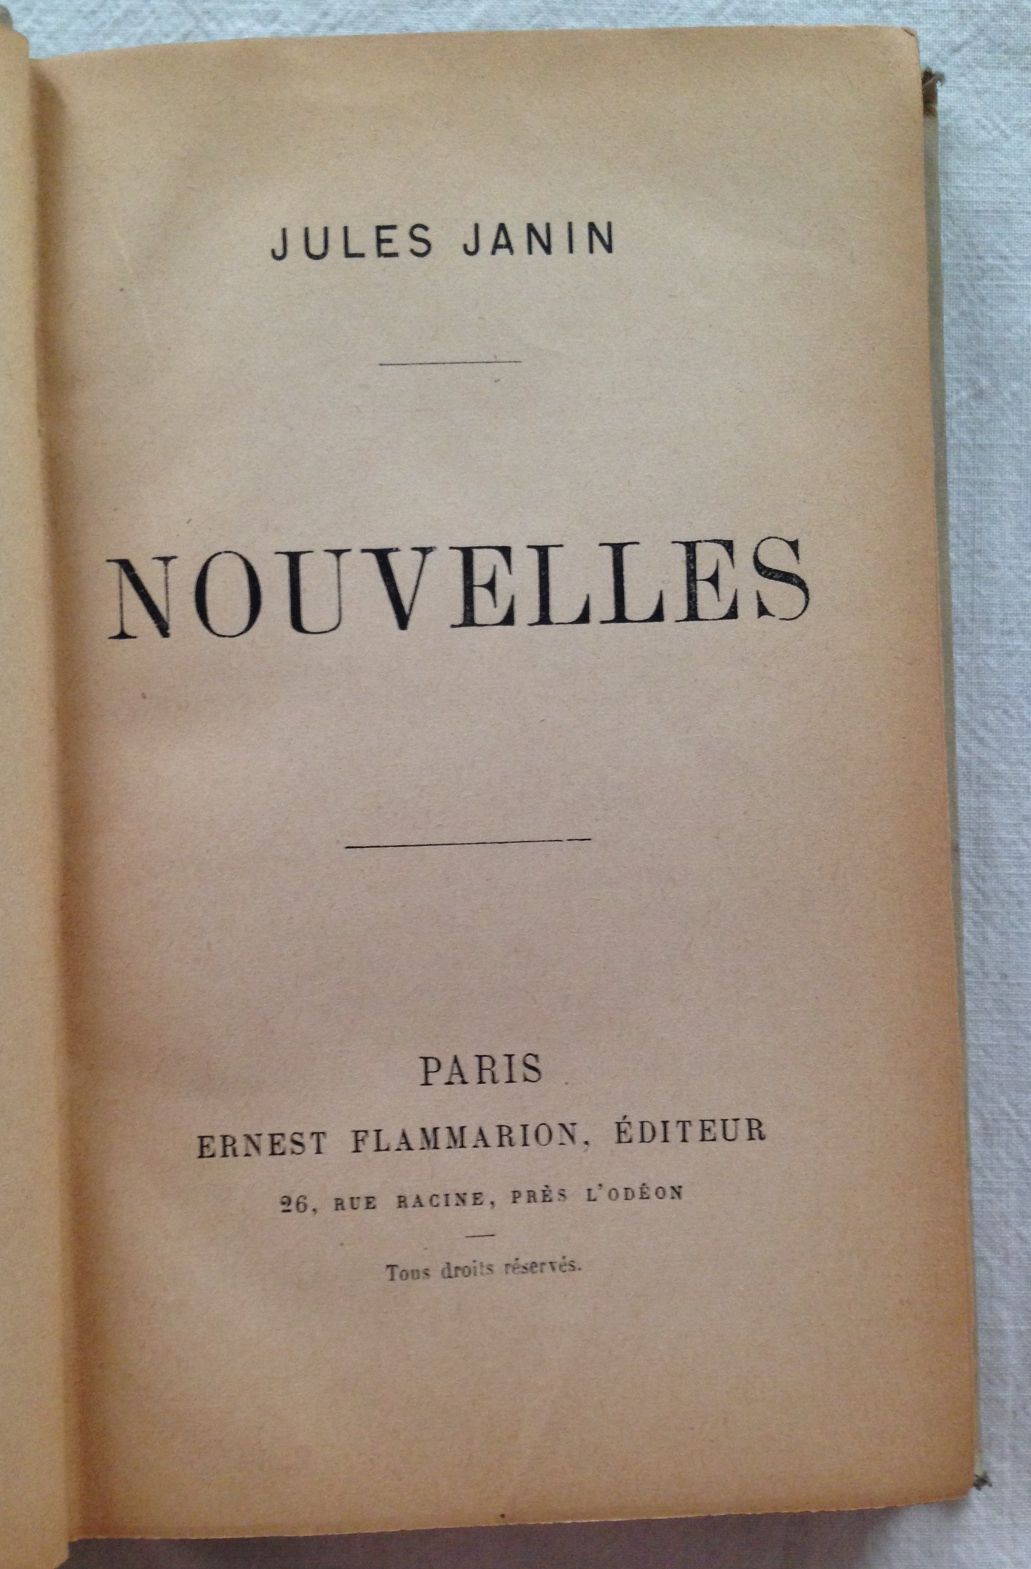 JULES JANIN
NOUVELLES
PARIS
ERNEST FLAMMARION, ÉDITEUR
26, RUE RACINE, PRÈS L'ODÉON
Tous droits réservés.